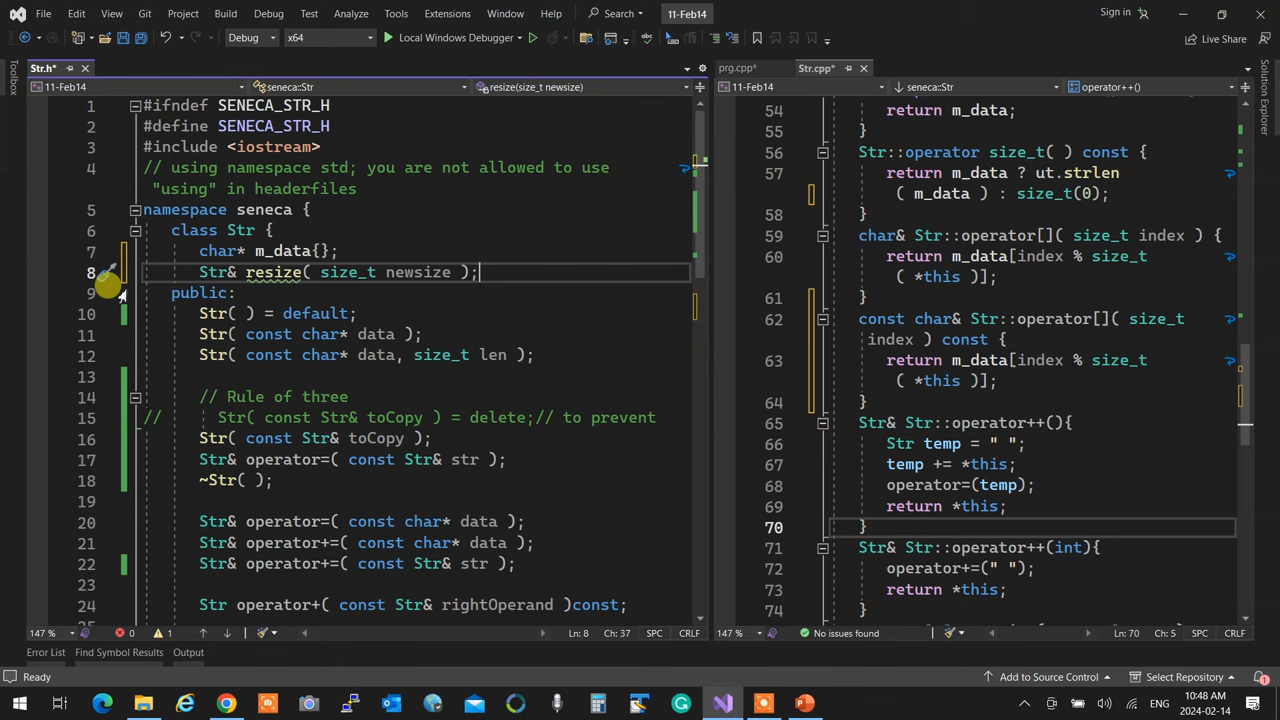 File Edit View Git Project Build Debug Test Analyze Tools Extensions Window Help Search 11-Feb14 Sign in
Debug x64 Local Windows Debugger Live Share
Toolbox
Str.h*
11-Feb14 seneca::Str resize(size_t newsize)
1 #ifndef SENECA_STR_H
2 #define SENECA_STR_H
3 #include <iostream>
4 // using namespace std; you are not allowed to use
"using" in headerfiles
5 namespace seneca {
6 class Str {
7 char* m_data{};
8 Str& resize( size_t newsize );
9 public:
10 Str( ) = default;
11 Str( const char* data );
12 Str( const char* data, size_t len );
13
14 // Rule of three
15 // Str( const Str& toCopy ) = delete;// to prevent
16 Str( const Str& toCopy );
17 Str& operator=( const Str& str );
18 ~Str( );
19
20 Str& operator=( const char* data );
21 Str& operator+=( const char* data );
22 Str& operator+=( const Str& str );
23
24 Str operator+( const Str& rightOperand )const;
147 % 0 1 Ln: 8 Ch: 37 SPC CRLF
prg.cpp* Str.cpp*
11-Feb14 seneca::Str operator++()
54 return m_data;
55 }
56 Str::operator size_t( ) const {
57 return m_data ? ut.strlen
( m_data ) : size_t(0);
58 }
59 char& Str::operator[]( size_t index ) {
60 return m_data[index % size_t
( *this )];
61 }
62 const char& Str::operator[]( size_t
index ) const {
63 return m_data[index % size_t
( *this )];
64 }
65 Str& Str::operator++(){
66 Str temp = " ";
67 temp += *this;
68 operator=(temp);
69 return *this;
70 }
71 Str& Str::operator++(int){
72 operator+=(" ");
73 return *this;
74 }
147 % No issues found Ln: 70 Ch: 5 SPC CRLF
Solution Explorer
Error List Find Symbol Results Output
Ready Add to Source Control Select Repository 1
ENG 10:48 AM
2024-02-14